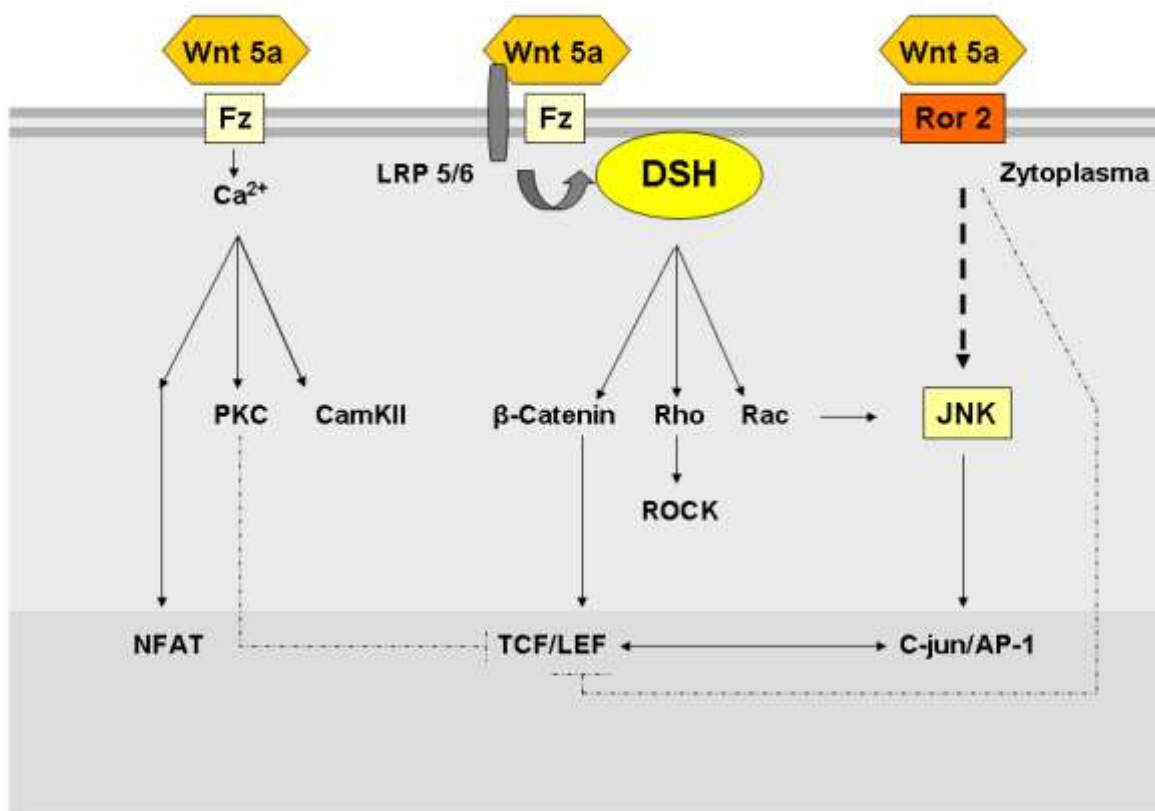 Wnt 5a
Wnt 5a
Wnt 5a
Fz
Fz
Ror 2
LRP 5/6
DSH
Zytoplasma
Ca²⁺
PKC
CamKII
β-Catenin
Rho
Rac
JNK
ROCK
NFAT
TCF/LEF
C-jun/AP-1